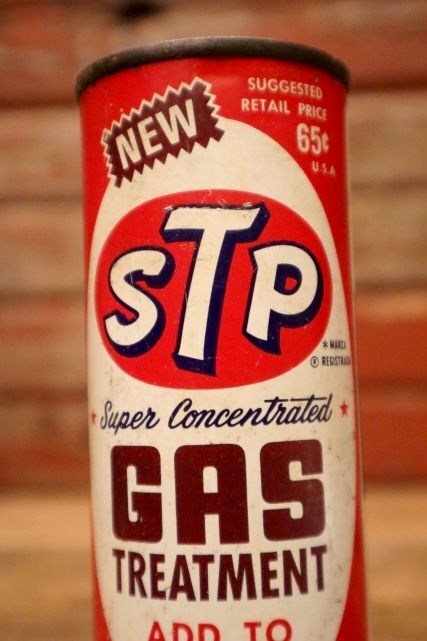 NEW
SUGGESTED
RETAIL PRICE
65¢
U.S.A.
STP
* MARCA
® REGISTRADA
Super Concentrated
GAS
TREATMENT
ADD TO